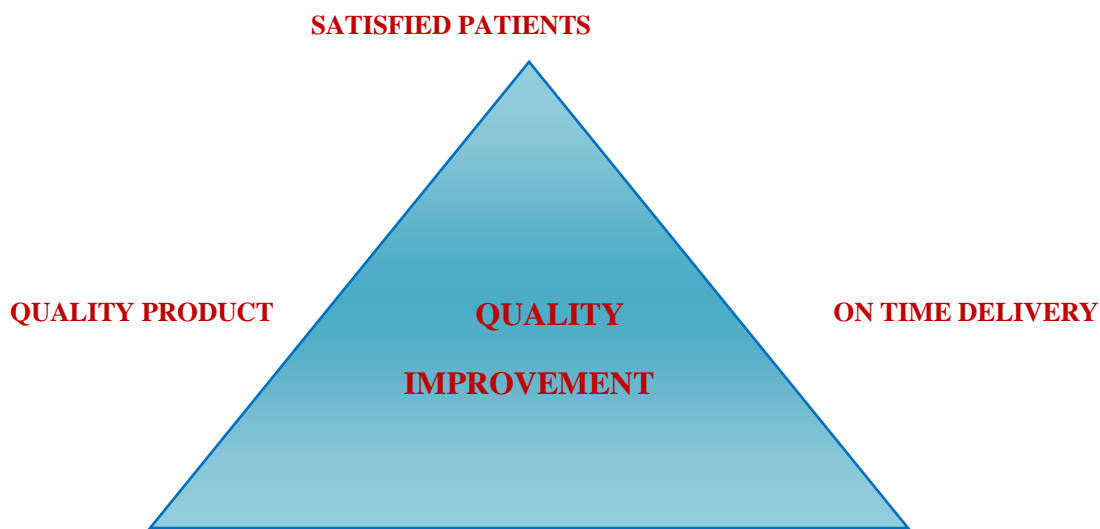 SATISFIED PATIENTS
QUALITY PRODUCT
QUALITY
ON TIME DELIVERY
IMPROVEMENT